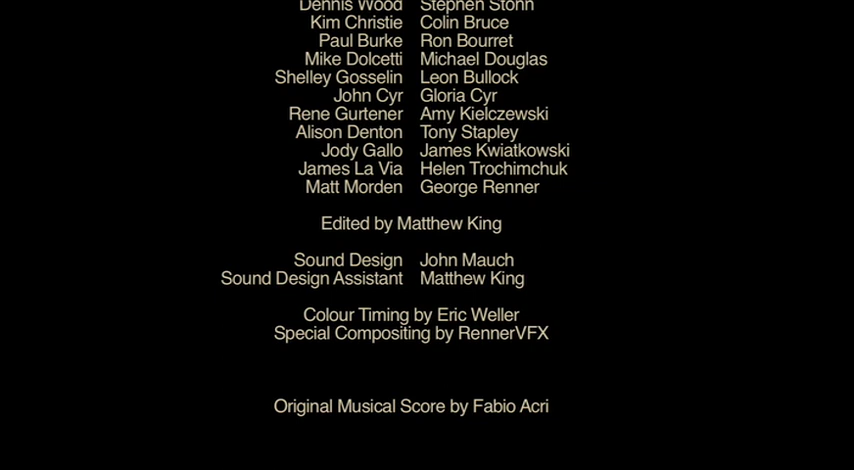 Dennis Wood Stephen Stohn
Kim Christie Colin Bruce
Paul Burke Ron Bourret
Mike Dolcetti Michael Douglas
Shelley Gosselin Leon Bullock
John Cyr Gloria Cyr
Rene Gurtener Amy Kielczewski
Alison Denton Tony Stapley
Jody Gallo James Kwiatkowski
James La Via Helen Trochimchuk
Matt Morden George Renner
Edited by Matthew King
Sound Design John Mauch
Sound Design Assistant Matthew King
Colour Timing by Eric Weller
Special Compositing by RennerVFX
Original Musical Score by Fabio Acri